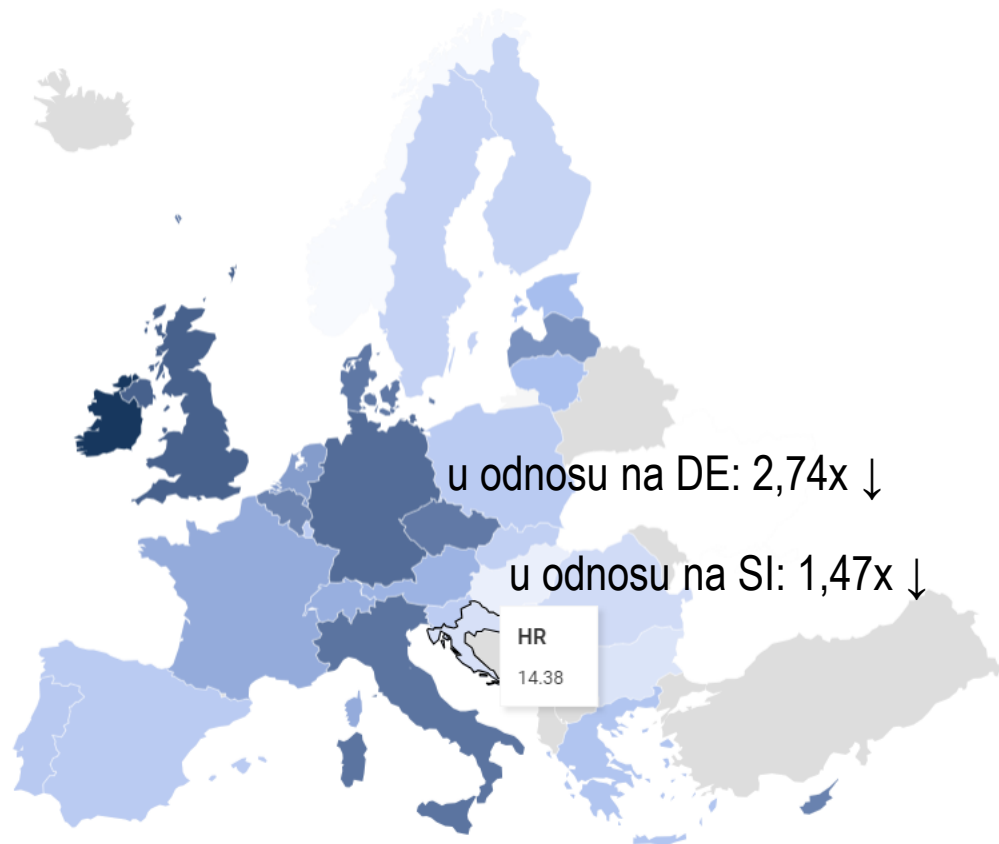 u odnosu na DE: 2,74x ↓
u odnosu na SI: 1,47x ↓
HR
14.38